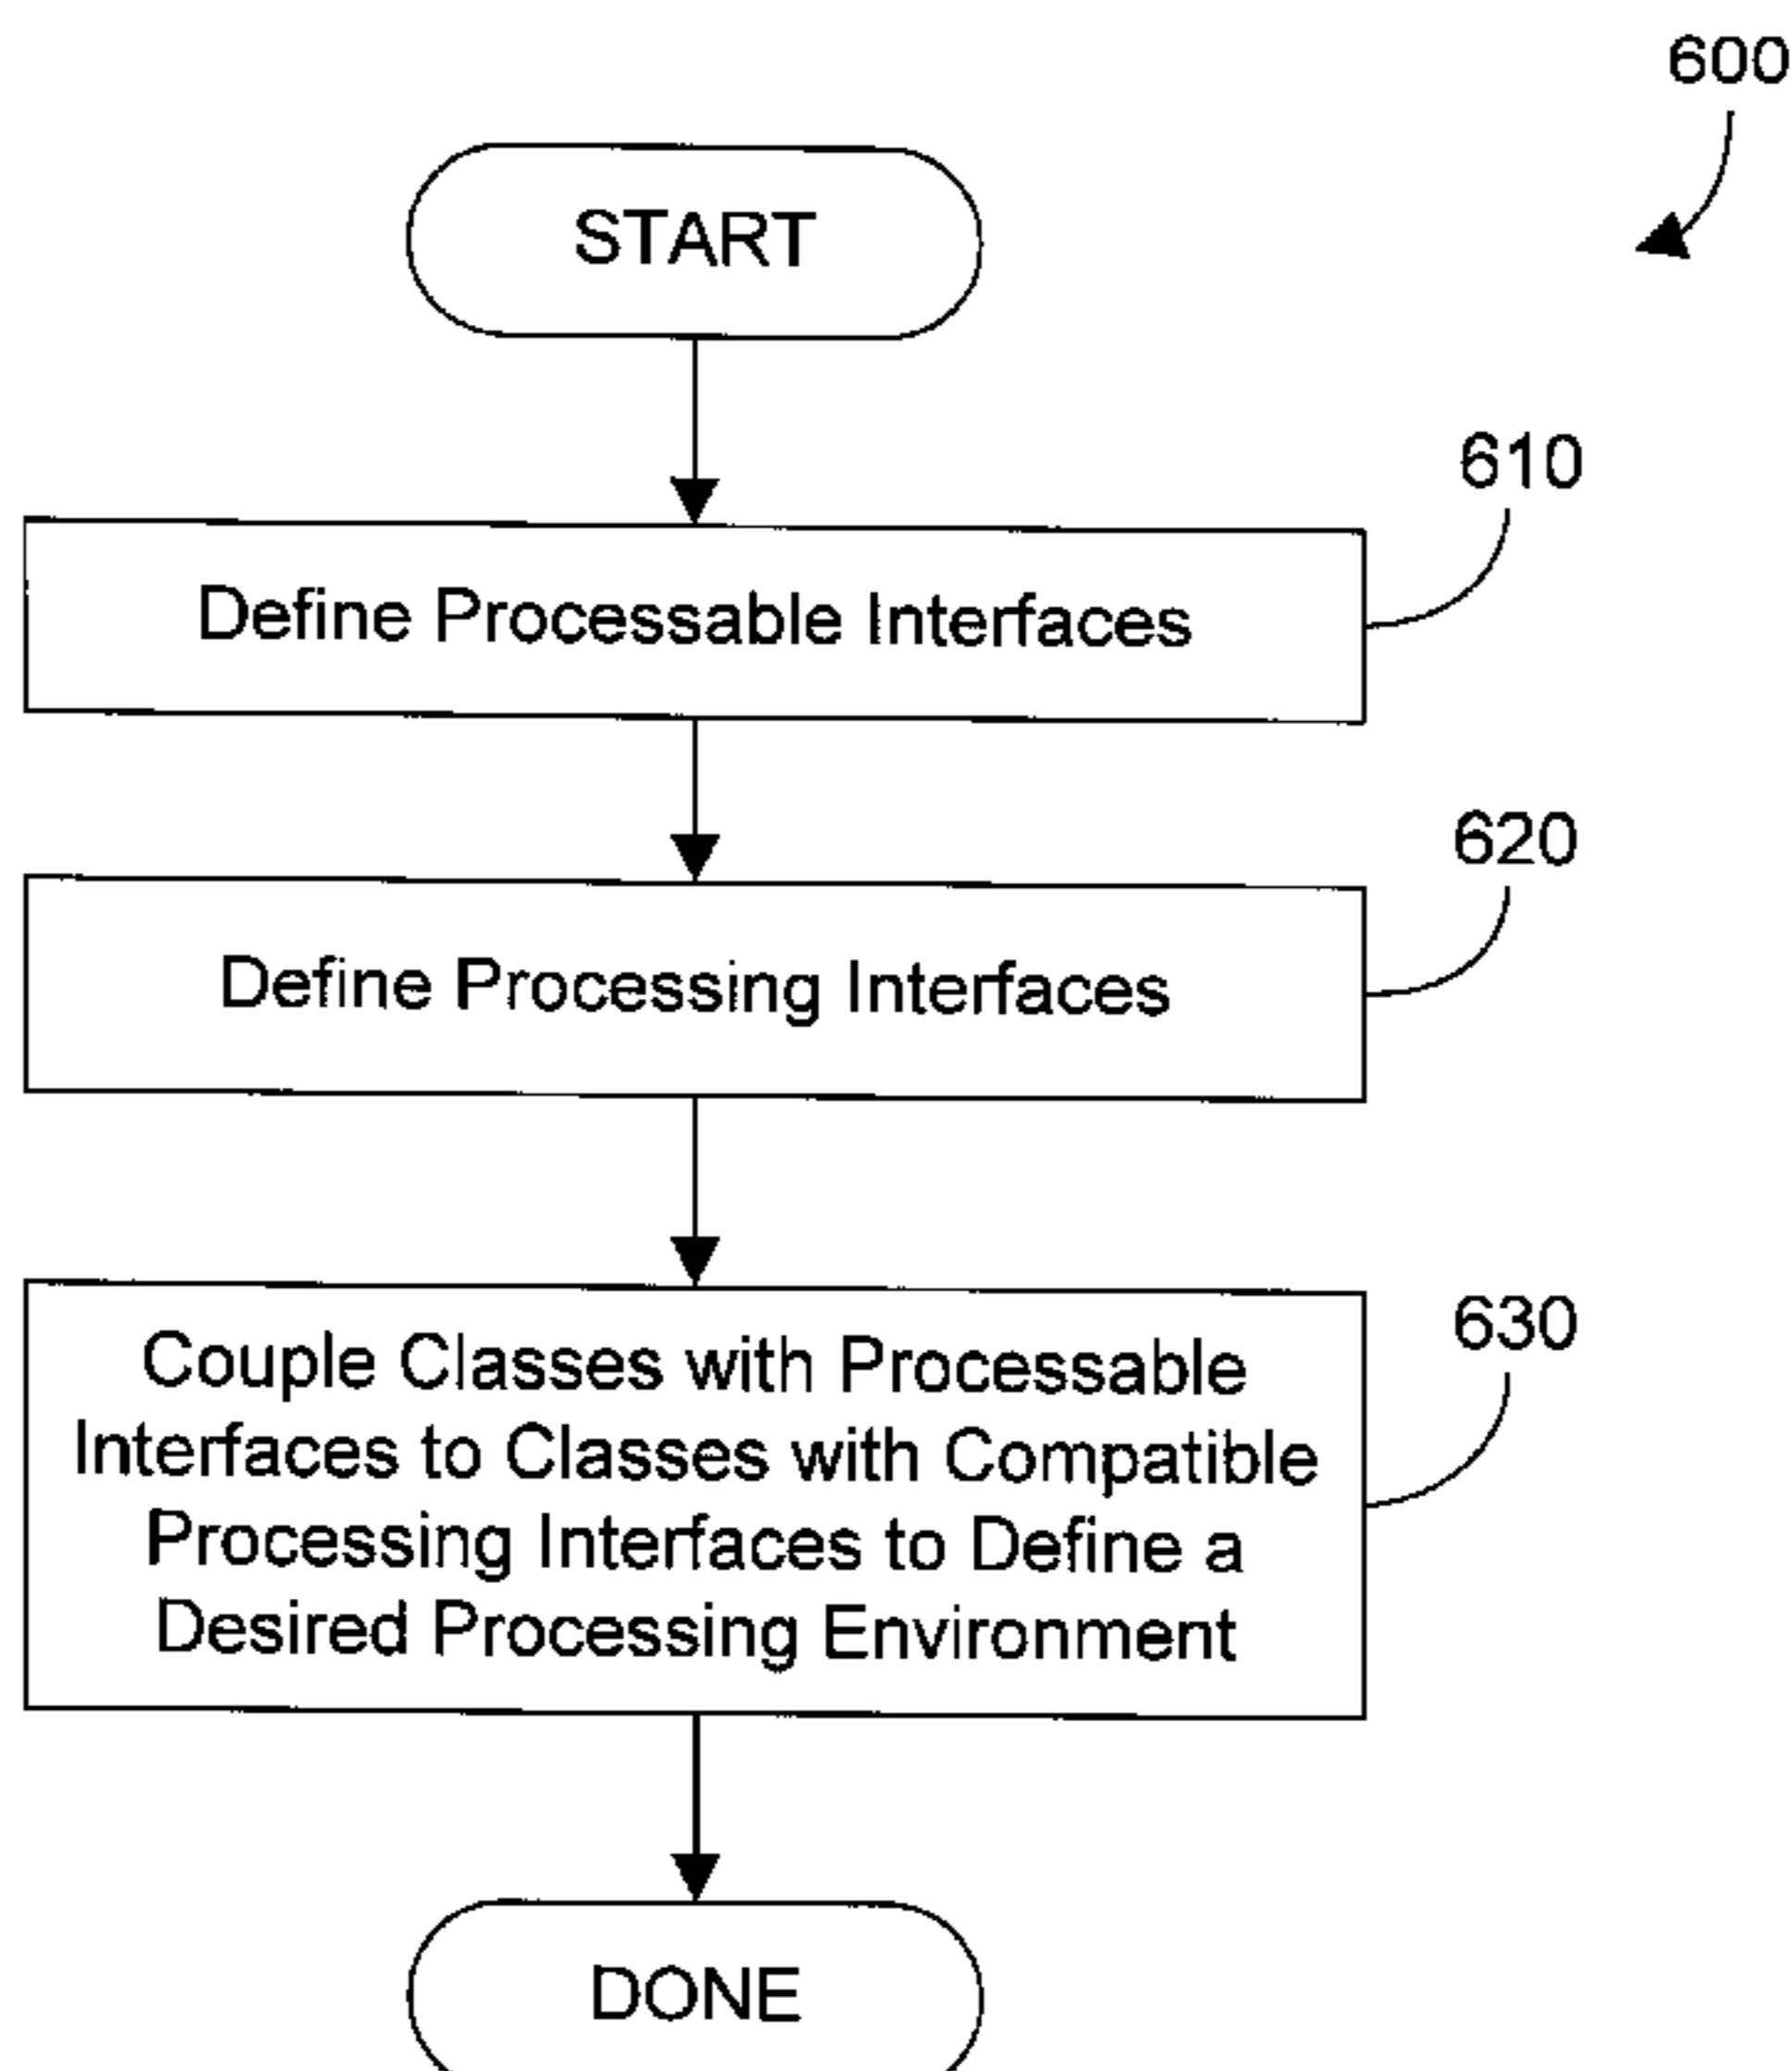 600
START
610
Define Processable Interfaces
620
Define Processing Interfaces
630
Couple Classes with Processable
Interfaces to Classes with Compatible
Processing Interfaces to Define a
Desired Processing Environment
DONE